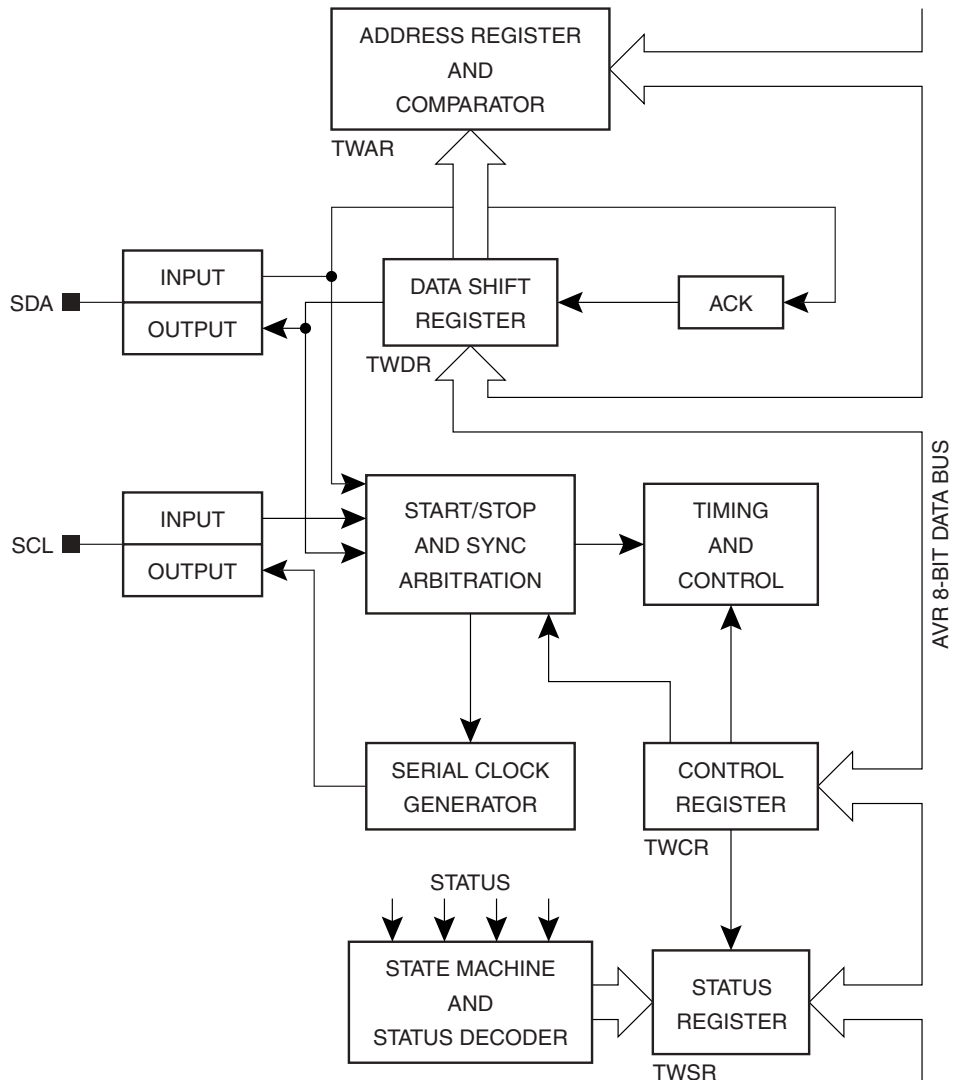 ADDRESS REGISTER
AND
COMPARATOR
TWAR
SDA
INPUT
OUTPUT
DATA SHIFT
REGISTER
TWDR
ACK
SCL
INPUT
OUTPUT
START/STOP
AND SYNC
ARBITRATION
TIMING
AND
CONTROL
AVR 8-BIT DATA BUS
SERIAL CLOCK
GENERATOR
CONTROL
REGISTER
TWCR
STATUS
STATE MACHINE
AND
STATUS DECODER
STATUS
REGISTER
TWSR